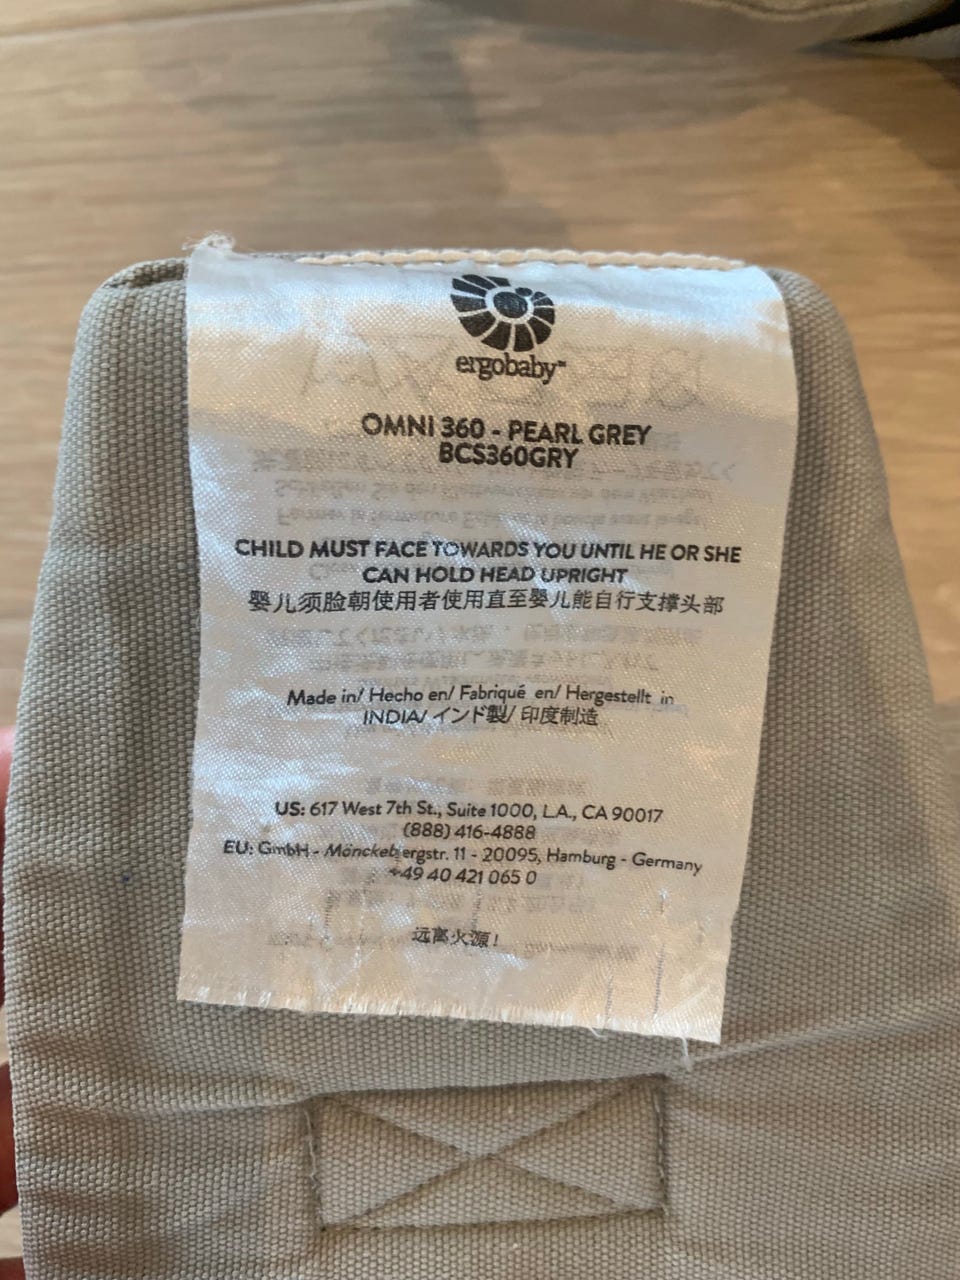 ergobaby™
OMNI 360 - PEARL GREY
BCS360GRY
CHILD MUST FACE TOWARDS YOU UNTIL HE OR SHE
CAN HOLD HEAD UPRIGHT
婴儿须脸朝使用者使用直至婴儿能自行支撑头部
Made in/ Hecho en/ Fabriqué en/ Hergestellt in
INDIA/ インド製/ 印度制造
US: 617 West 7th St., Suite 1000, L.A., CA 90017
(888) 416-4888
EU: GmbH - Mönckebergstr. 11 - 20095, Hamburg - Germany
+49 40 421 065 0
远离火源!